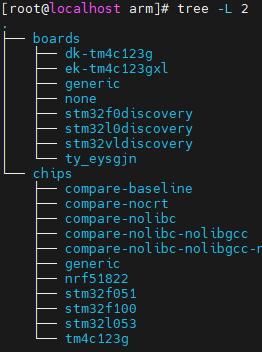 [root@localhost arm]# tree -L 2
.
├── boards
│   ├── dk-tm4c123g
│   ├── ek-tm4c123gxl
│   ├── generic
│   ├── none
│   ├── stm32f0discovery
│   ├── stm32l0discovery
│   ├── stm32vldiscovery
│   └── ty_eysgjn
└── chips
    ├── compare-baseline
    ├── compare-nocrt
    ├── compare-nolibc
    ├── compare-nolibc-nolibgcc
    ├── compare-nolibc-nolibgcc-n
    ├── generic
    ├── nrf51822
    ├── stm32f051
    ├── stm32f100
    ├── stm32l053
    └── tm4c123g